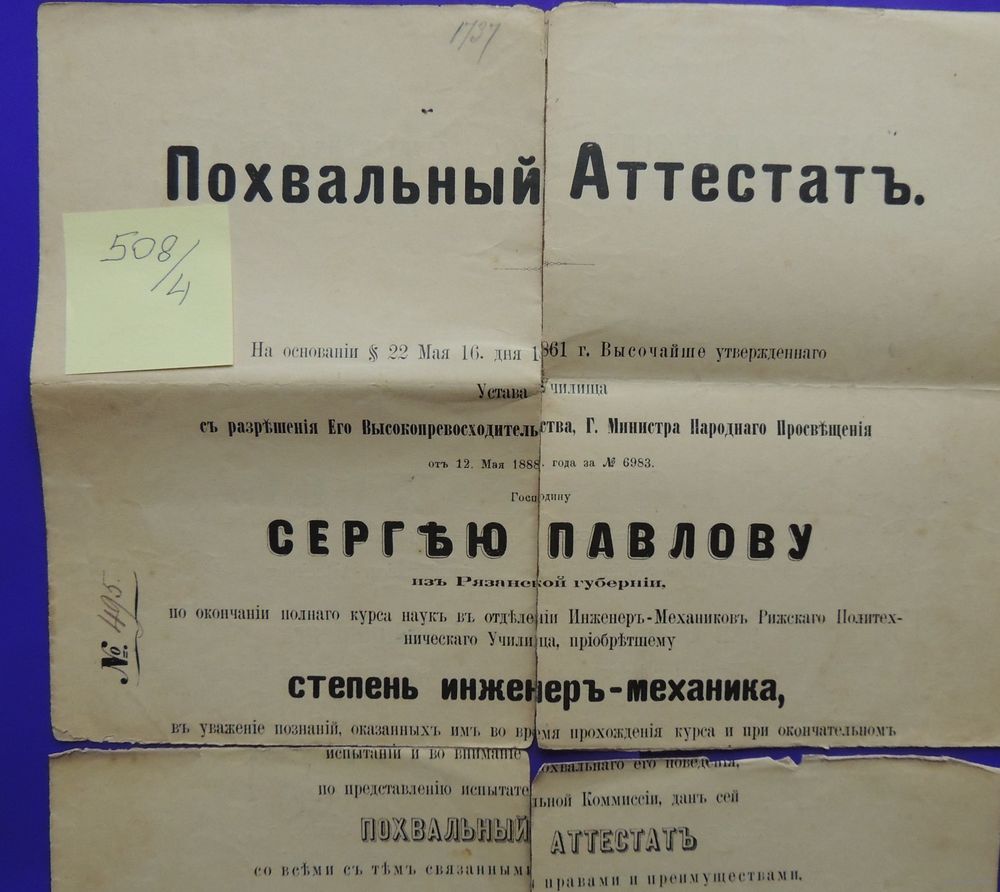 1737
Похвальный Аттестатъ.
508/4
На основаніи § 22 Мая 16. дня 1861 г. Высочайше утвержденнаго
Устава Училища
съ разрѣшенія Его Высокопревосходительства, Г. Министра Народнаго Просвѣщенія
отъ 12. Мая 1888. года за № 6983.
Господину
СЕРГѢЮ ПАВЛОВУ
изъ Рязанской губерніи,
по окончаніи полнаго курса наукъ въ отдѣленіи Инженер-Механиковъ Рижскаго Политех-
ническаго Училища, пріобрѣтшему
№ 495.
степень инженеръ-механика,
въ уваженіе познаній, оказанныхъ имъ во время прохожденія курса и при окончательномъ
испытаніи и во вниманіе похвальнаго его поведенія,
по представленію испытательной Коммиссіи, данъ сей
ПОХВАЛЬНЫЙ АТТЕСТАТЪ
со всѣми съ тѣмъ связанными правами и преимуществами,